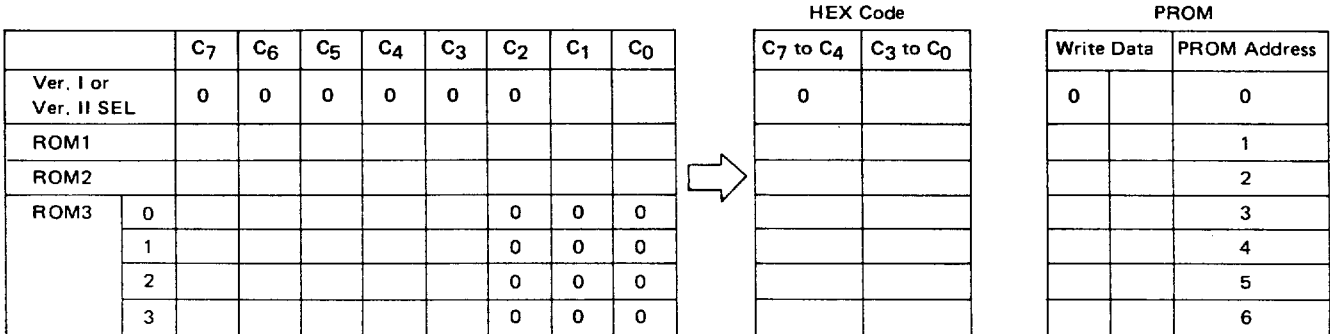 HEX Code PROM
C7 C6 C5 C4 C3 C2 C1 C0 C7 to C4 C3 to C0 Write Data PROM Address
Ver. I or
Ver. II SEL 0 0 0 0 0 0 0 0 0
ROM1 1
ROM2 2
ROM3 0 0 0 0 3
1 0 0 0 4
2 0 0 0 5
3 0 0 0 6